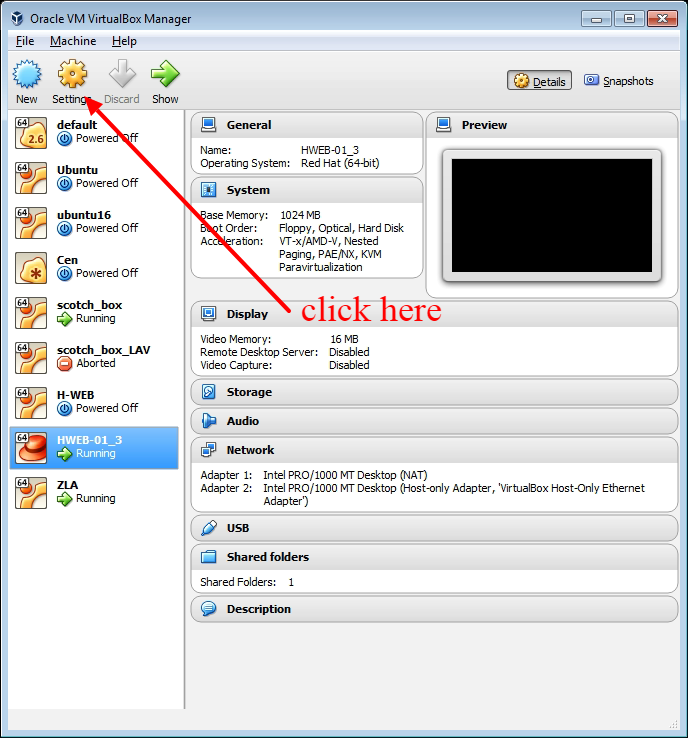 Oracle VM VirtualBox Manager
File Machine Help
New Settings Discard Show Details Snapshots
64 default
2.6 Powered Off
64 Ubuntu
Powered Off
64 ubuntu16
Powered Off
Cen
Powered Off
64 scotch_box
Running
64 scotch_box_LAV
Aborted
64 H-WEB
Powered Off
64 HWEB-01_3
Running
64 ZLA
Running
General
Name: HWEB-01_3
Operating System: Red Hat (64-bit)
System
Base Memory: 1024 MB
Boot Order: Floppy, Optical, Hard Disk
Acceleration: VT-x/AMD-V, Nested
Paging, PAE/NX, KVM
Paravirtualization
Preview
click here
Display
Video Memory: 16 MB
Remote Desktop Server: Disabled
Video Capture: Disabled
Storage
Audio
Network
Adapter 1: Intel PRO/1000 MT Desktop (NAT)
Adapter 2: Intel PRO/1000 MT Desktop (Host-only Adapter, 'VirtualBox Host-Only Ethernet
Adapter')
USB
Shared folders
Shared Folders: 1
Description